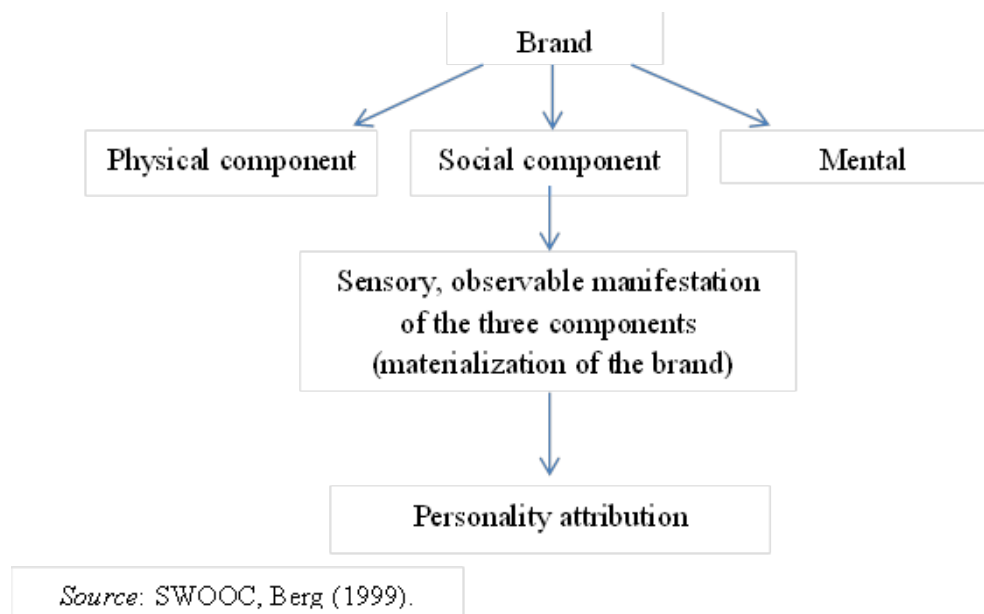 Brand
Physical component
Social component
Mental
Sensory, observable manifestation
of the three components
(materialization of the brand)
Personality attribution
Source: SWOOC, Berg (1999).